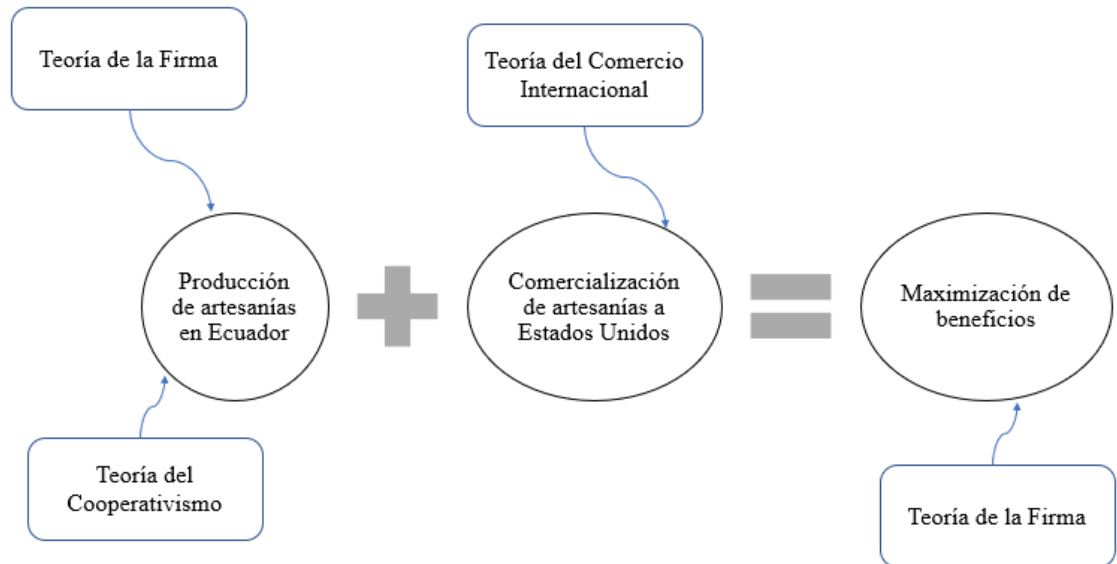 Teoría de la Firma
Teoría del Comercio
Internacional
Producción
de artesanías
en Ecuador
Comercialización
de artesanías a
Estados Unidos
Maximización de
beneficios
Teoría del
Cooperativismo
Teoría de la Firma